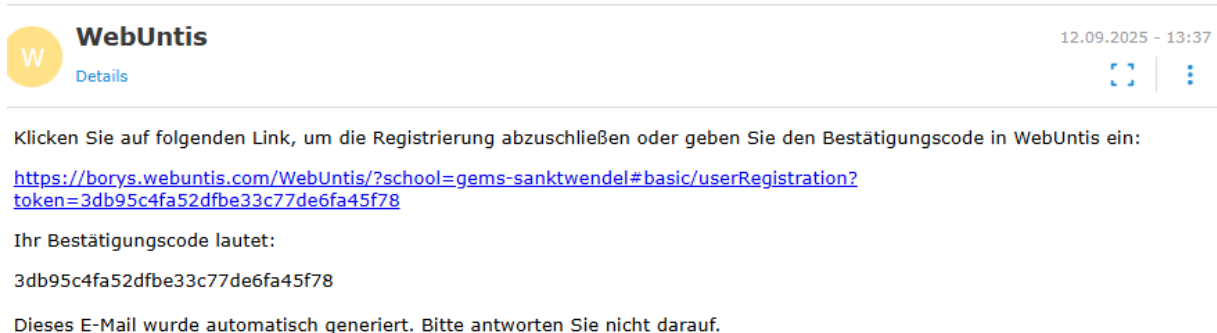 W
WebUntis
12.09.2025 - 13:37
Details
Klicken Sie auf folgenden Link, um die Registrierung abzuschließen oder geben Sie den Bestätigungscode in WebUntis ein:
https://borys.webuntis.com/WebUntis/?school=gems-sanktwendel#basic/userRegistration?
token=3db95c4fa52dfbe33c77de6fa45f78
Ihr Bestätigungscode lautet:
3db95c4fa52dfbe33c77de6fa45f78
Dieses E-Mail wurde automatisch generiert. Bitte antworten Sie nicht darauf.